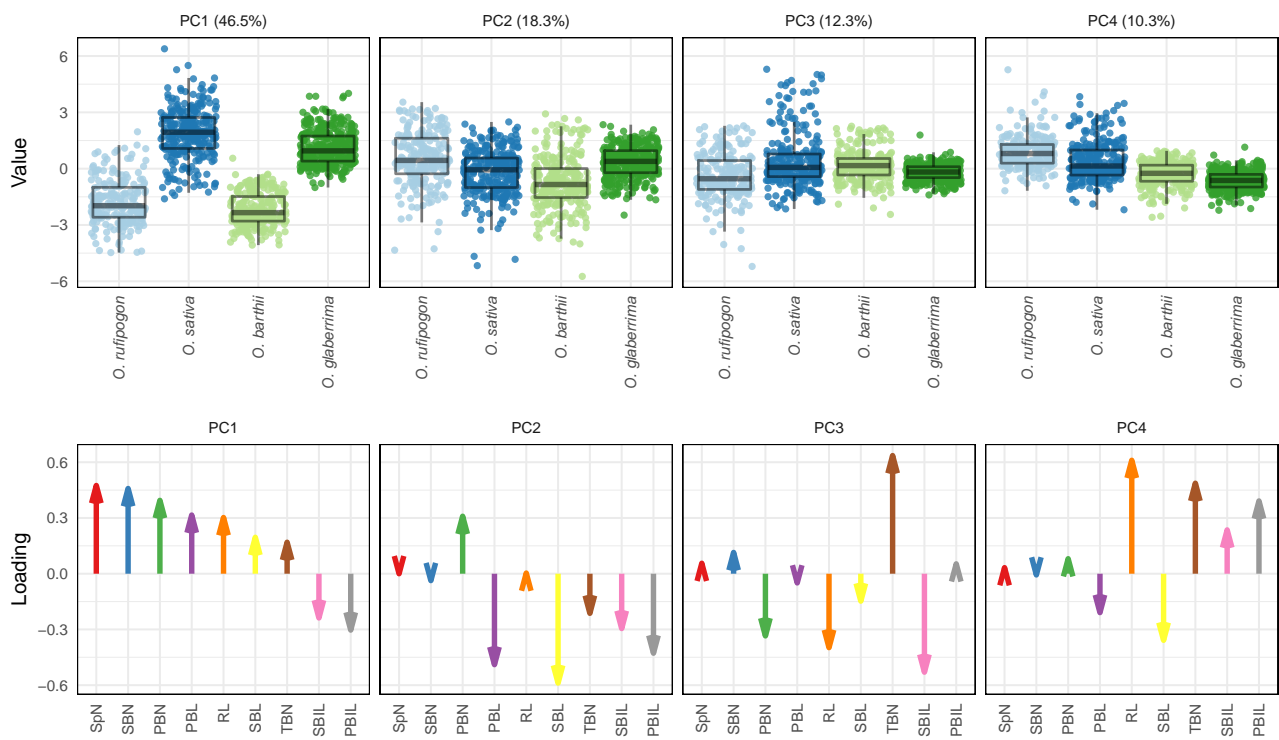 PC1 (46.5%) PC2 (18.3%) PC3 (12.3%) PC4 (10.3%)
Value
6
3
0
−3
−6
O. rufipogon O. sativa O. barthii O. glaberrima O. rufipogon O. sativa O. barthii O. glaberrima O. rufipogon O. sativa O. barthii O. glaberrima O. rufipogon O. sativa O. barthii O. glaberrima
PC1 PC2 PC3 PC4
Loading
0.6
0.3
0.0
−0.3
−0.6
SpN SBN PBN PBL RL SBL TBN SBIL PBIL SpN SBN PBN PBL RL SBL TBN SBIL PBIL SpN SBN PBN PBL RL SBL TBN SBIL PBIL SpN SBN PBN PBL RL SBL TBN SBIL PBIL